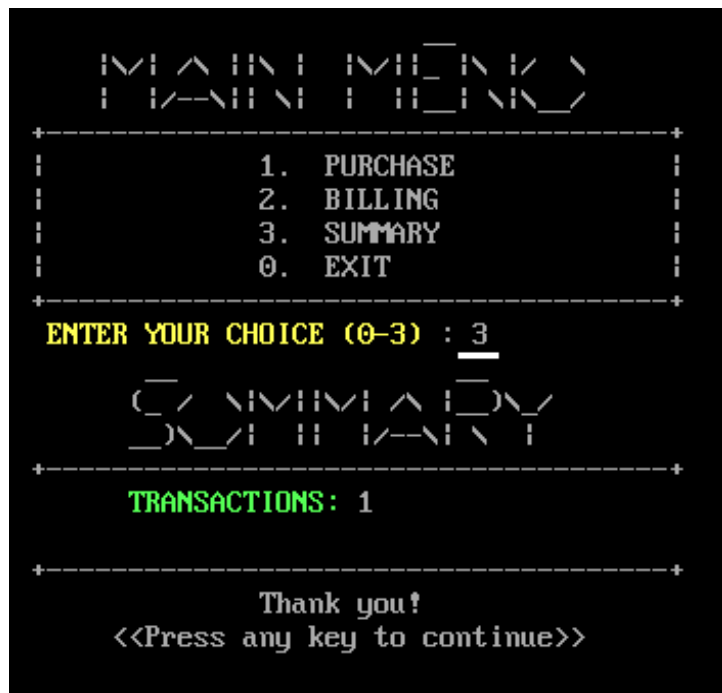 MAIN MENU
1. PURCHASE
2. BILLING
3. SUMMARY
0. EXIT
ENTER YOUR CHOICE (0-3) : 3
SUMMARY
TRANSACTIONS: 1
Thank you!
<<Press any key to continue>>